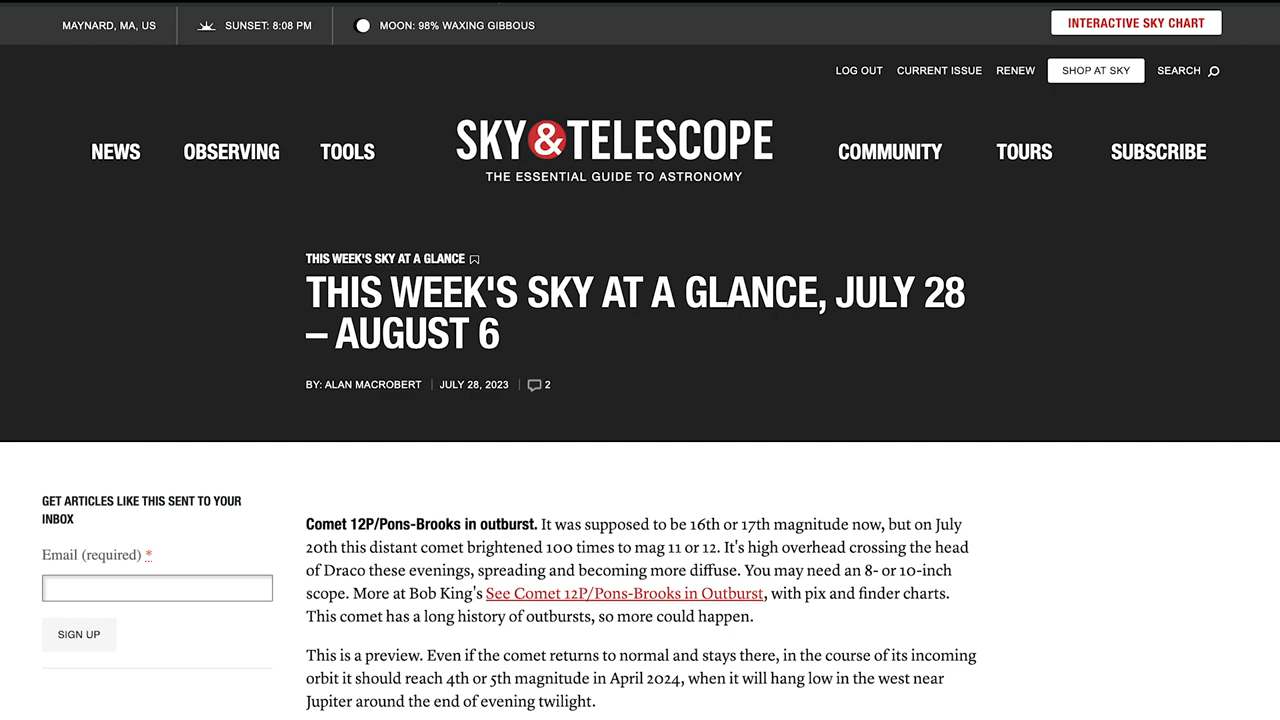 MAYNARD, MA, US
SUNSET: 8:08 PM
MOON: 98% WAXING GIBBOUS
INTERACTIVE SKY CHART
LOG OUT
CURRENT ISSUE
RENEW
SHOP AT SKY
SEARCH
NEWS
OBSERVING
TOOLS
SKY&TELESCOPE
THE ESSENTIAL GUIDE TO ASTRONOMY
COMMUNITY
TOURS
SUBSCRIBE
THIS WEEK'S SKY AT A GLANCE
THIS WEEK'S SKY AT A GLANCE, JULY 28
– AUGUST 6
BY: ALAN MACROBERT
JULY 28, 2023
2
GET ARTICLES LIKE THIS SENT TO YOUR
INBOX
Email (required) *
SIGN UP
Comet 12P/Pons-Brooks in outburst. It was supposed to be 16th or 17th magnitude now, but on July
20th this distant comet brightened 100 times to mag 11 or 12. It's high overhead crossing the head
of Draco these evenings, spreading and becoming more diffuse. You may need an 8- or 10-inch
scope. More at Bob King's See Comet 12P/Pons-Brooks in Outburst, with pix and finder charts.
This comet has a long history of outbursts, so more could happen.
This is a preview. Even if the comet returns to normal and stays there, in the course of its incoming
orbit it should reach 4th or 5th magnitude in April 2024, when it will hang low in the west near
Jupiter around the end of evening twilight.